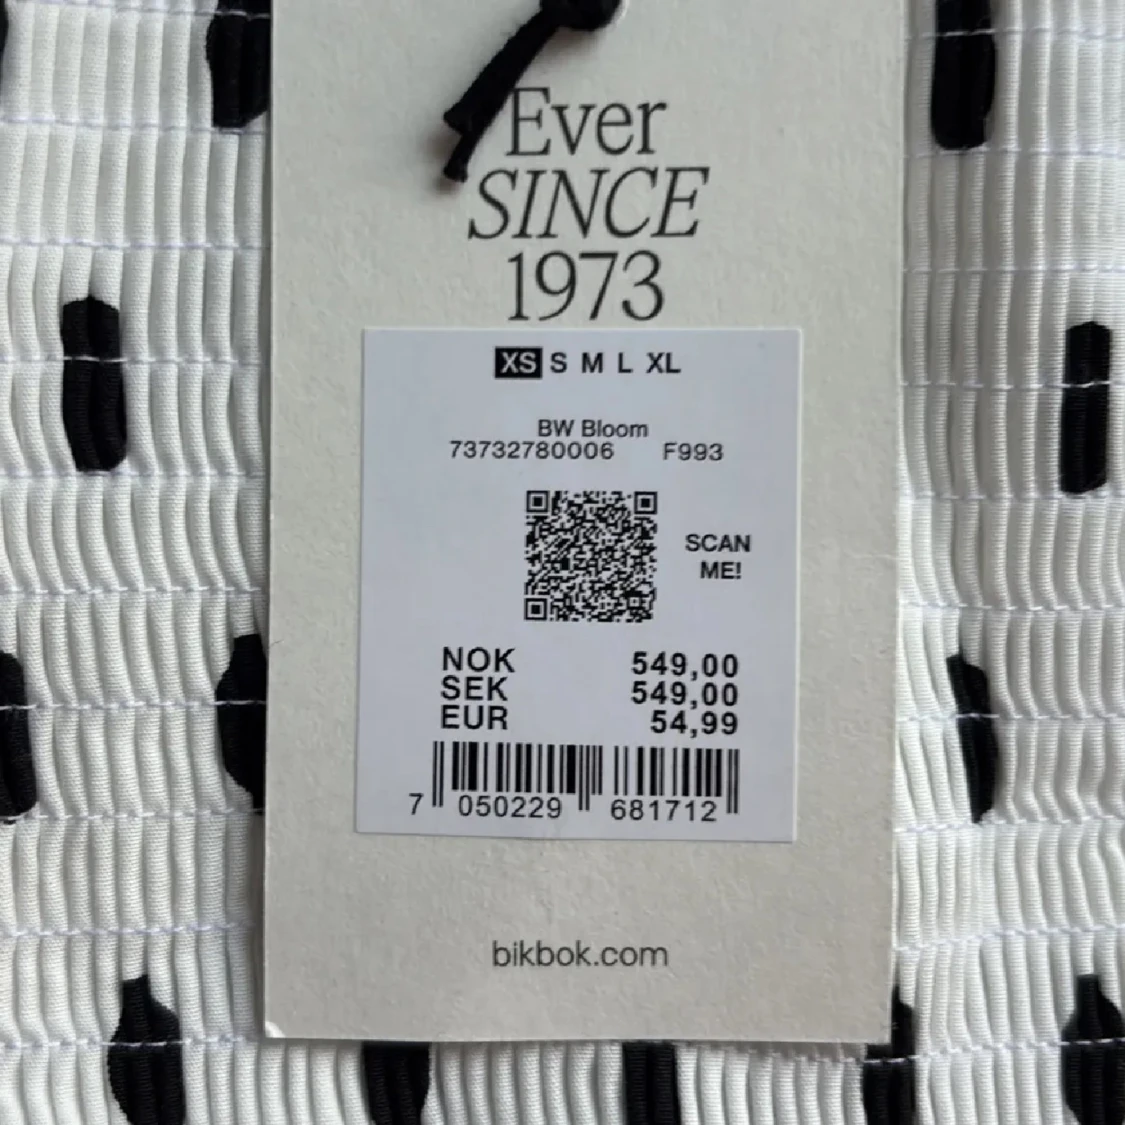 Ever
SINCE
1973
XS S M L XL
BW Bloom
73732780006 F993
SCAN
ME!
NOK 549,00
SEK 549,00
EUR 54,99
7 050229 681712
bikbok.com